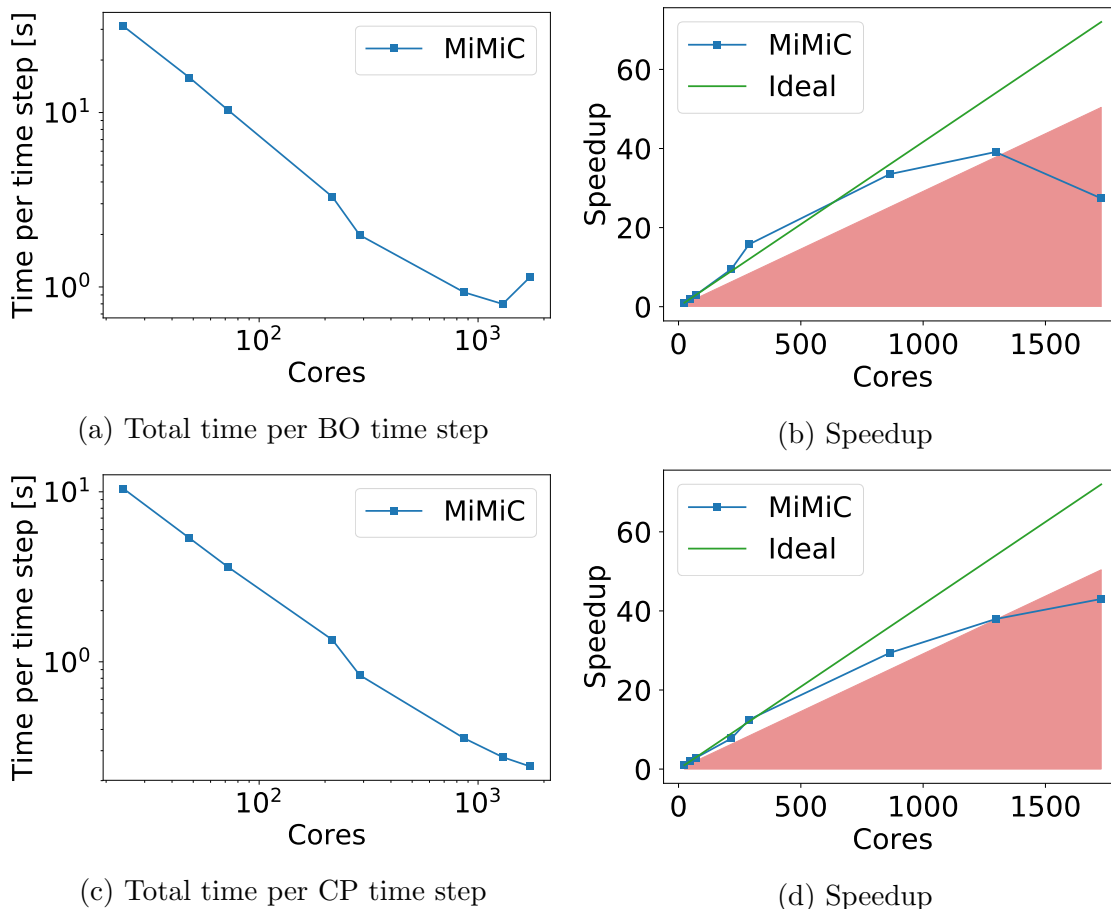 Time per time step [s]
10^1
10^0
MiMiC
10^2
10^3
Cores
(a) Total time per BO time step
Speedup
60
40
20
0
MiMiC
Ideal
0
500
1000
1500
Cores
(b) Speedup
Time per time step [s]
10^1
10^0
MiMiC
10^2
10^3
Cores
(c) Total time per CP time step
Speedup
60
40
20
0
MiMiC
Ideal
0
500
1000
1500
Cores
(d) Speedup